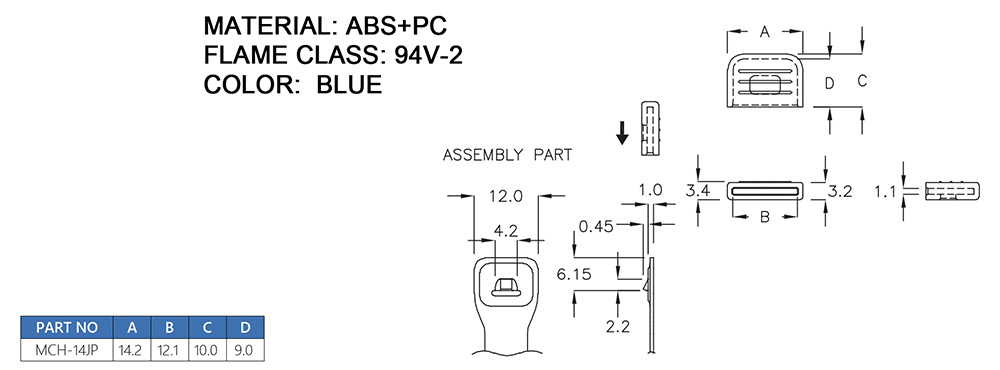 MATERIAL: ABS+PC
FLAME CLASS: 94V-2
COLOR: BLUE
A
D
C
ASSEMBLY PART
12.0
1.0
3.4
3.2
1.1
B
4.2
0.45
6.15
2.2
PART NO A B C D
MCH-14JP 14.2 12.1 10.0 9.0